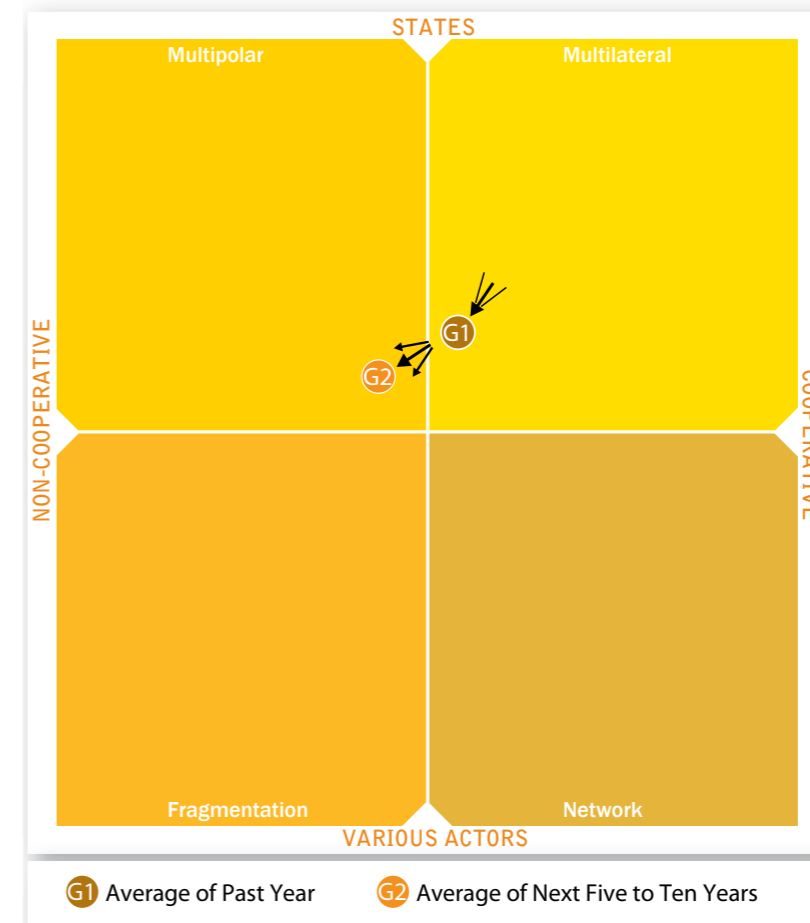 STATES
Multipolar
Multilateral
G1
G2
NON-COOPERATIVE
COOPERATIVE
Fragmentation
Network
VARIOUS ACTORS
G1 Average of Past Year
G2 Average of Next Five to Ten Years